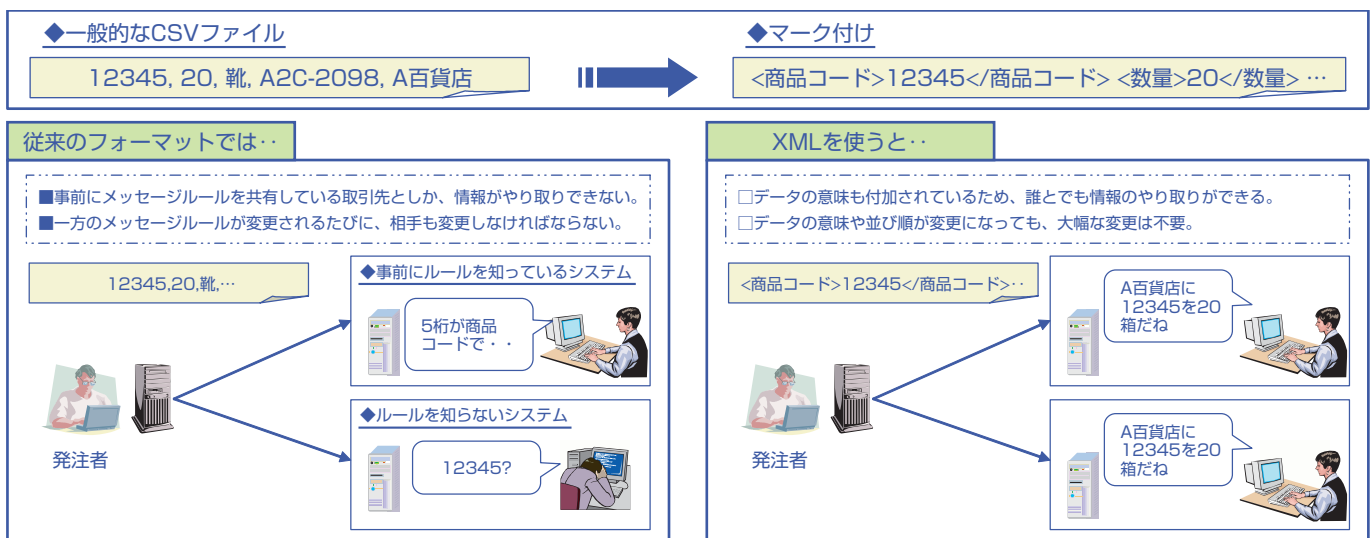 ◆一般的なCSVファイル
12345, 20, 靴, A2C-2098, A百貨店
◆マーク付け
<商品コード>12345</商品コード> <数量>20</数量> …
従来のフォーマットでは‥
■事前にメッセージルールを共有している取引先としか、情報がやり取りできない。
■一方のメッセージルールが変更されるたびに、相手も変更しなければならない。
12345,20,靴,…
◆事前にルールを知っているシステム
5桁が商品
コードで・・
発注者
◆ルールを知らないシステム
12345?
XMLを使うと‥
□データの意味も付加されているため、誰とでも情報のやり取りができる。
□データの意味や並び順が変更になっても、大幅な変更は不要。
<商品コード>12345</商品コード>‥
A百貨店に
12345を20
箱だね
発注者
A百貨店に
12345を20
箱だね